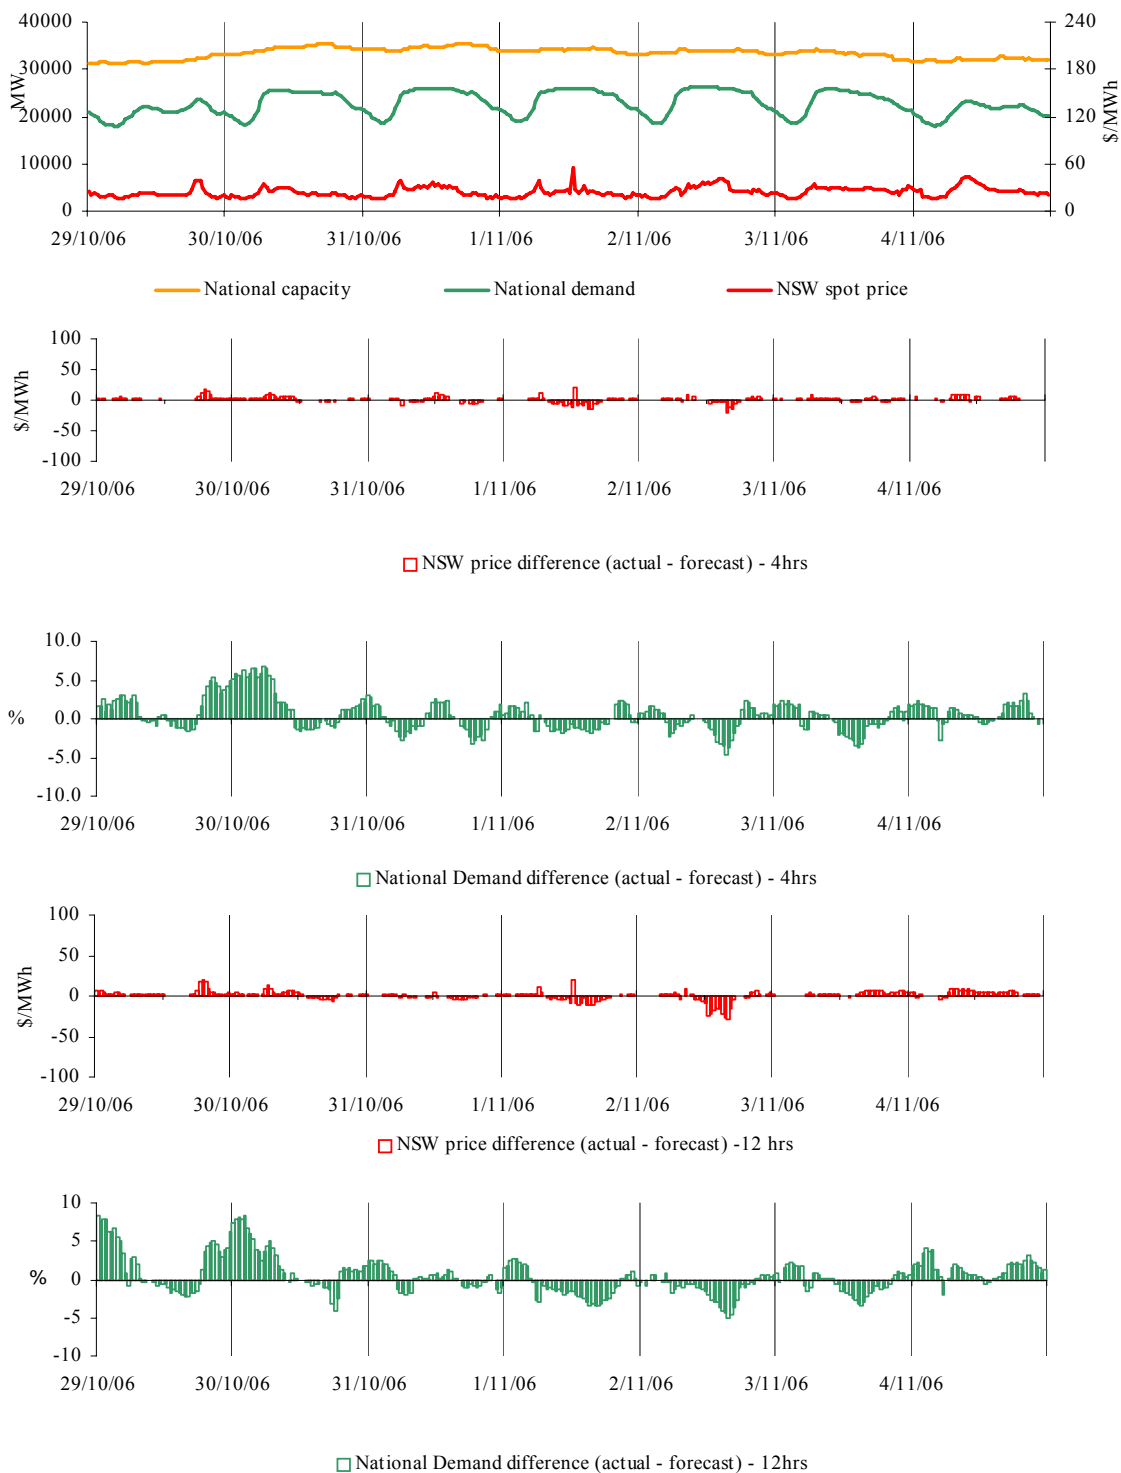 40000 240
30000 180
MW
20000 120
$/MWh
10000 60
0 0
29/10/06 30/10/06 31/10/06 1/11/06 2/11/06 3/11/06 4/11/06
National capacity National demand NSW spot price
100
50
$/MWh
0
-50
-100
29/10/06 30/10/06 31/10/06 1/11/06 2/11/06 3/11/06 4/11/06
NSW price difference (actual - forecast) - 4hrs
10.0
5.0
%
0.0
-5.0
-10.0
29/10/06 30/10/06 31/10/06 1/11/06 2/11/06 3/11/06 4/11/06
National Demand difference (actual - forecast) - 4hrs
100
50
$/MWh
0
-50
-100
29/10/06 30/10/06 31/10/06 1/11/06 2/11/06 3/11/06 4/11/06
NSW price difference (actual - forecast) -12 hrs
10
5
%
0
-5
-10
29/10/06 30/10/06 31/10/06 1/11/06 2/11/06 3/11/06 4/11/06
National Demand difference (actual - forecast) - 12hrs